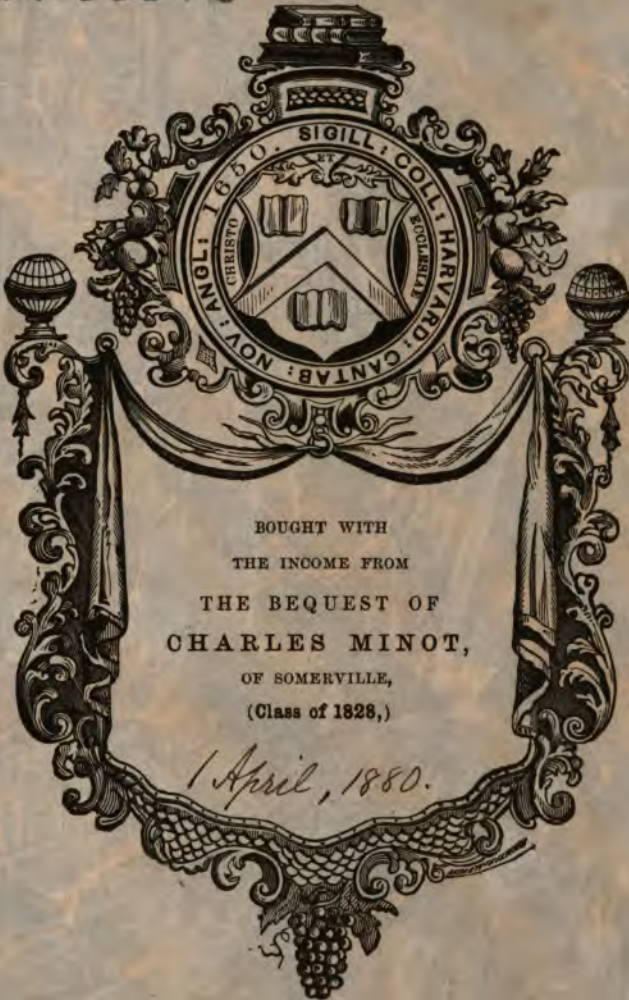 SIGILL: COLL: HARVARD: CANTAB: NOV: ANGL: 1650.
ET
CHRISTO
ECCLESIAE
BOUGHT WITH
THE INCOME FROM
THE BEQUEST OF
CHARLES MINOT,
OF SOMERVILLE,
(Class of 1828,)
1 April, 1880.